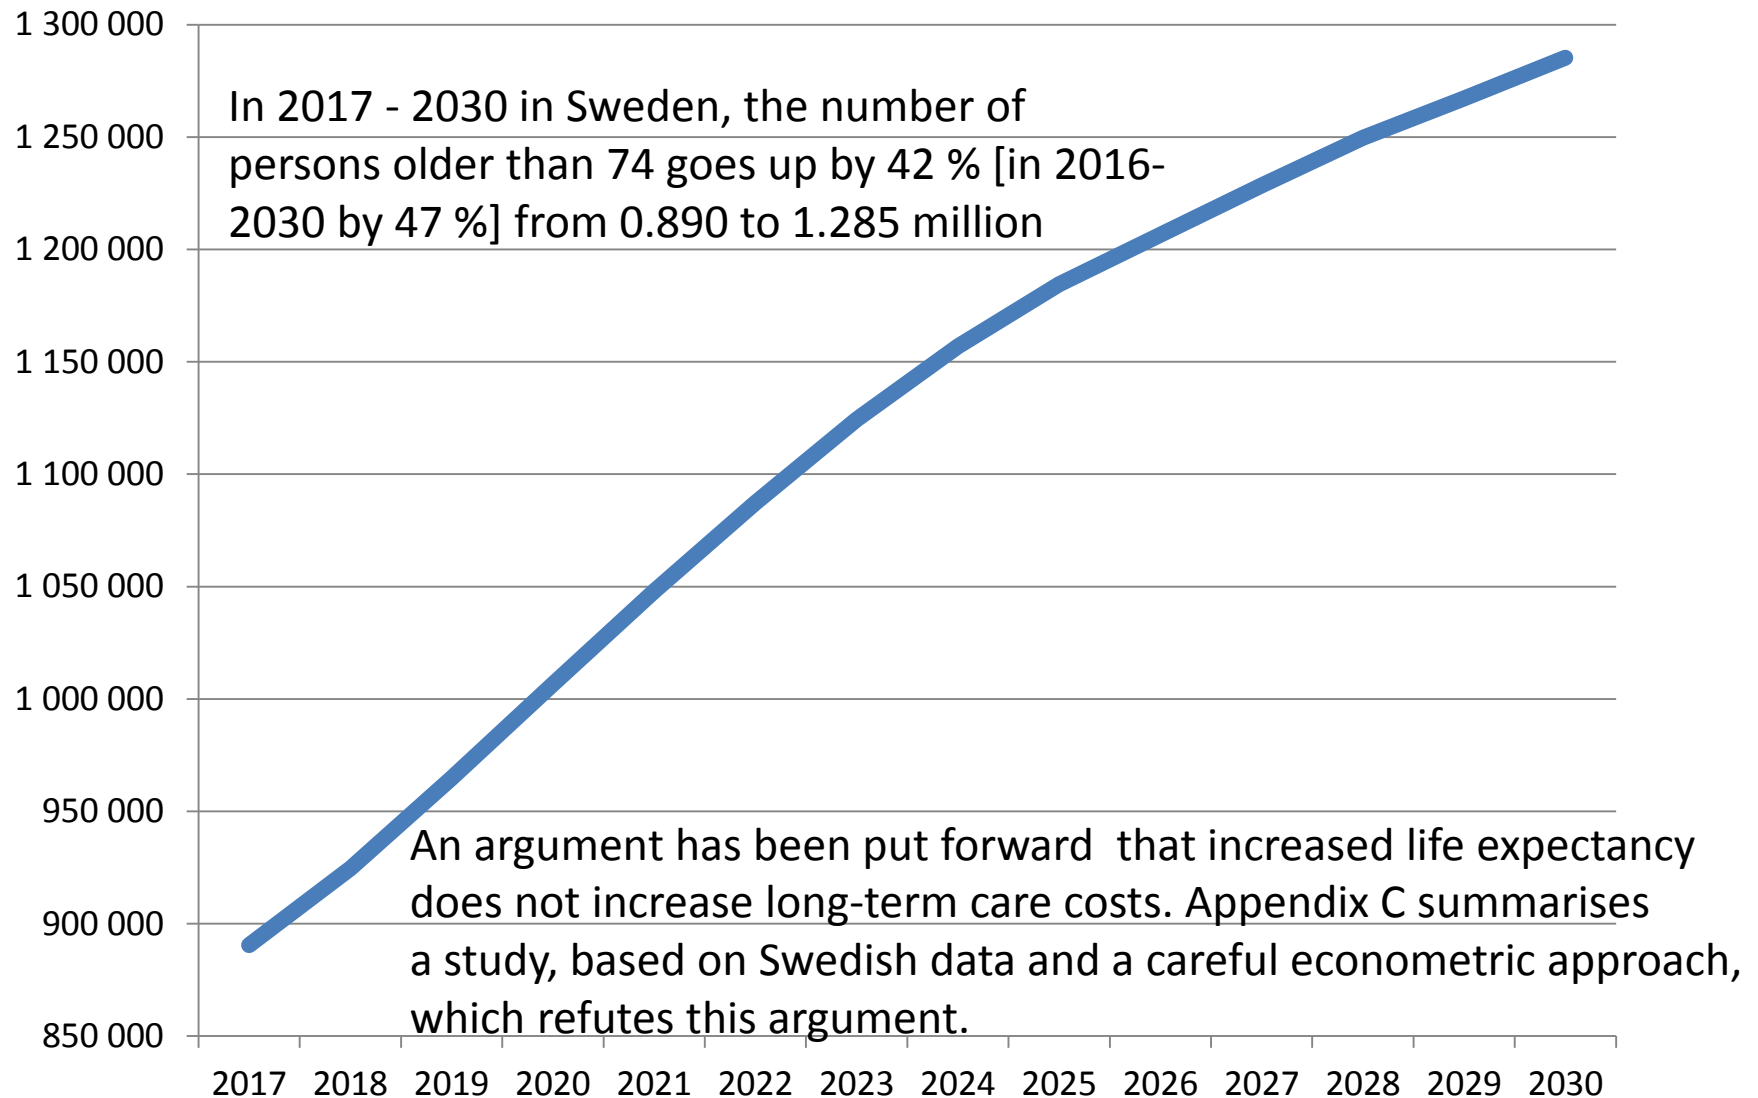 1 300 000
In 2017 - 2030 in Sweden, the number of
1 250 000
persons older than 74 goes up by 42 % [in 2016-
2030 by 47 %] from 0.890 to 1.285 million
1 200 000
1 150 000
1 100 000
1 050 000
1 000 000
950 000
An argument has been put forward  that increased life expectancy
does not increase long-term care costs. Appendix C summarises
900 000
a study, based on Swedish data and a careful econometric approach,
which refutes this argument.
850 000
2017 2018 2019 2020 2021 2022 2023 2024 2025 2026 2027 2028 2029 2030